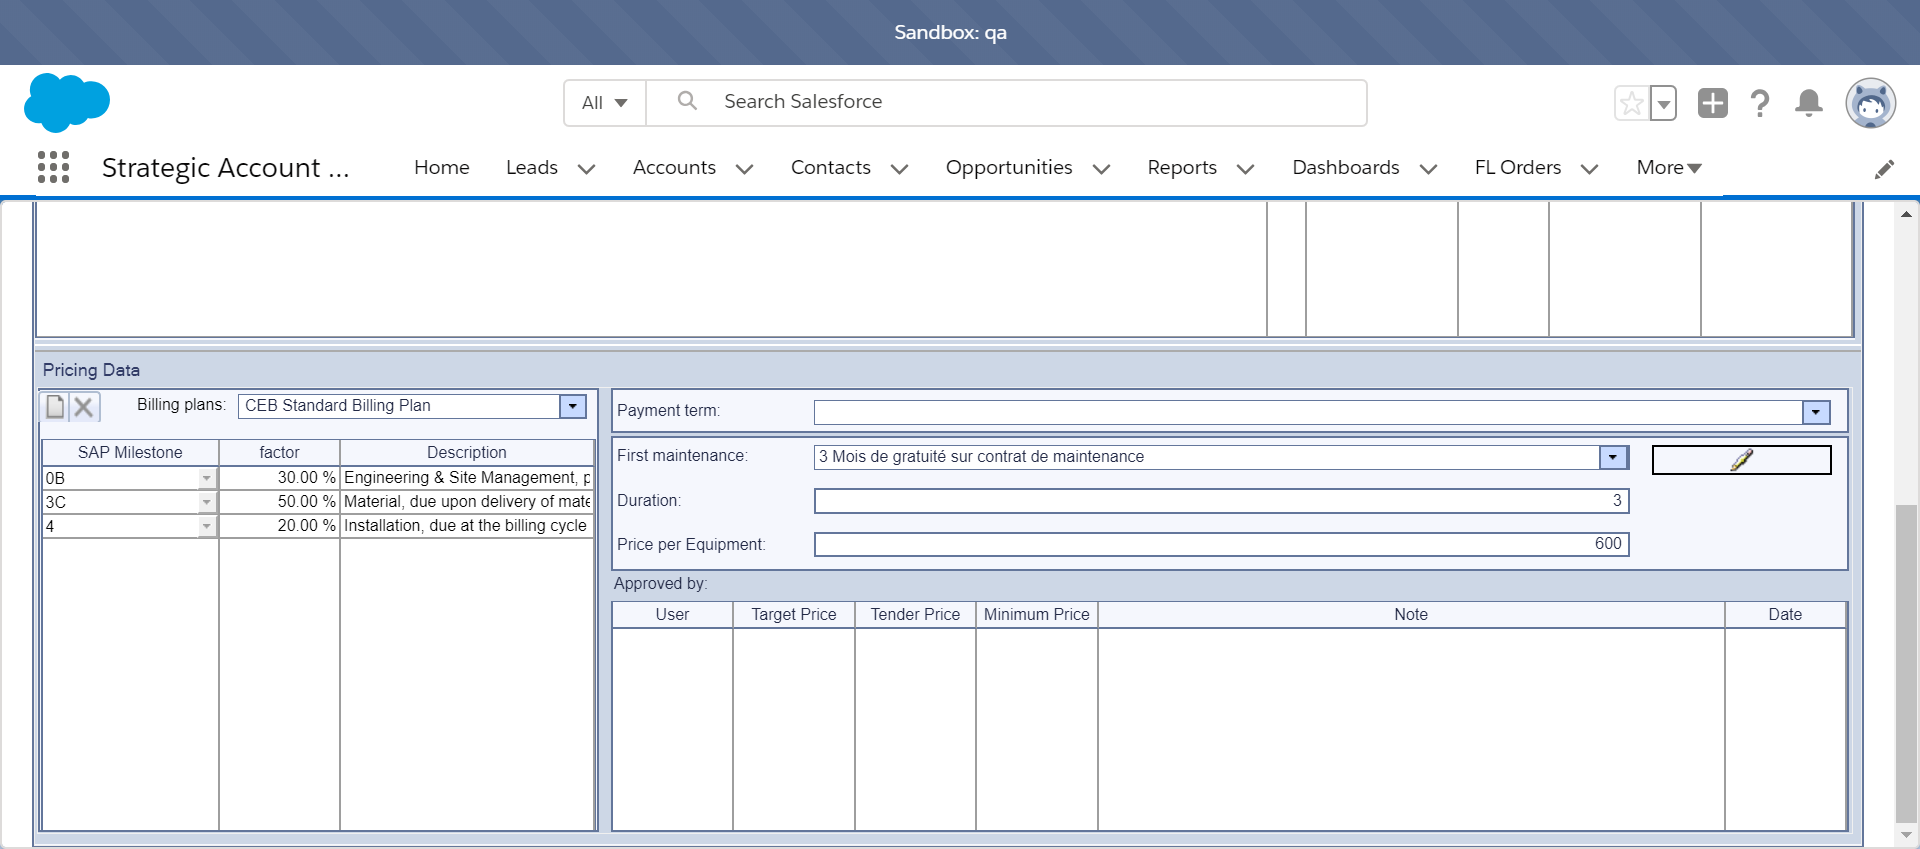 Sandbox: qa
All
Search Salesforce
Strategic Account ...
Home
Leads
Accounts
Contacts
Opportunities
Reports
Dashboards
FL Orders
More
Pricing Data
Billing plans: CEB Standard Billing Plan
SAP Milestone factor Description
0B 30.00 % Engineering & Site Management, p
3C 50.00 % Material, due upon delivery of mate
4 20.00 % Installation, due at the billing cycle
Payment term:
First maintenance: 3 Mois de gratuité sur contrat de maintenance
Duration: 3
Price per Equipment: 600
Approved by:
User Target Price Tender Price Minimum Price Note Date